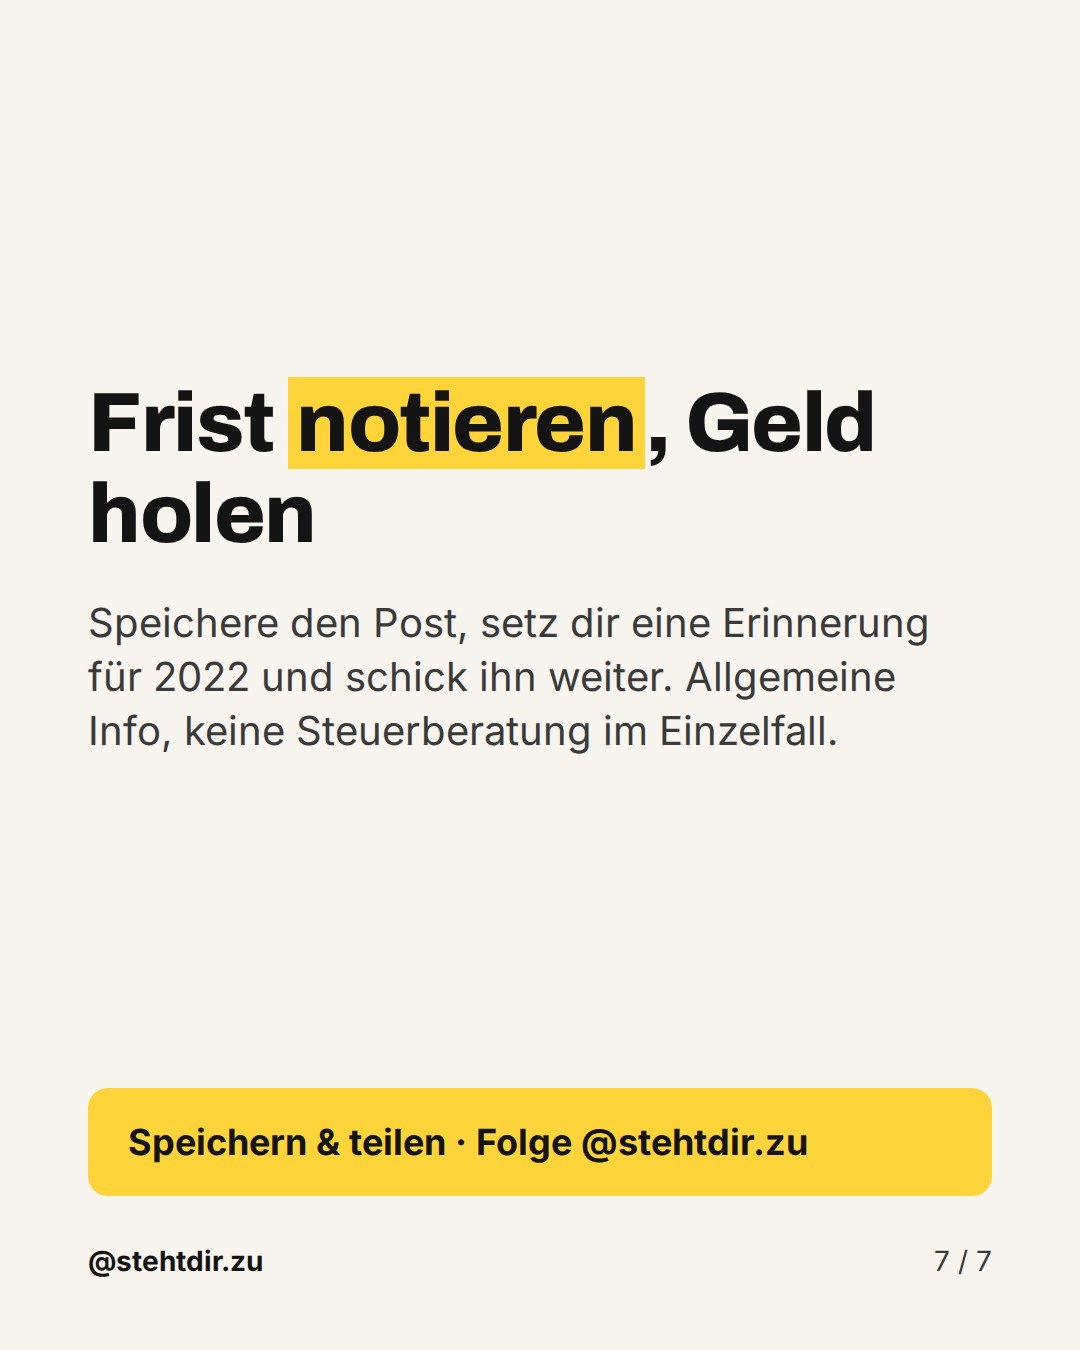 Frist notieren, Geld
holen
Speichere den Post, setz dir eine Erinnerung
für 2022 und schick ihn weiter. Allgemeine
Info, keine Steuerberatung im Einzelfall.
Speichern & teilen · Folge @stehtdir.zu
@stehtdir.zu
7 / 7